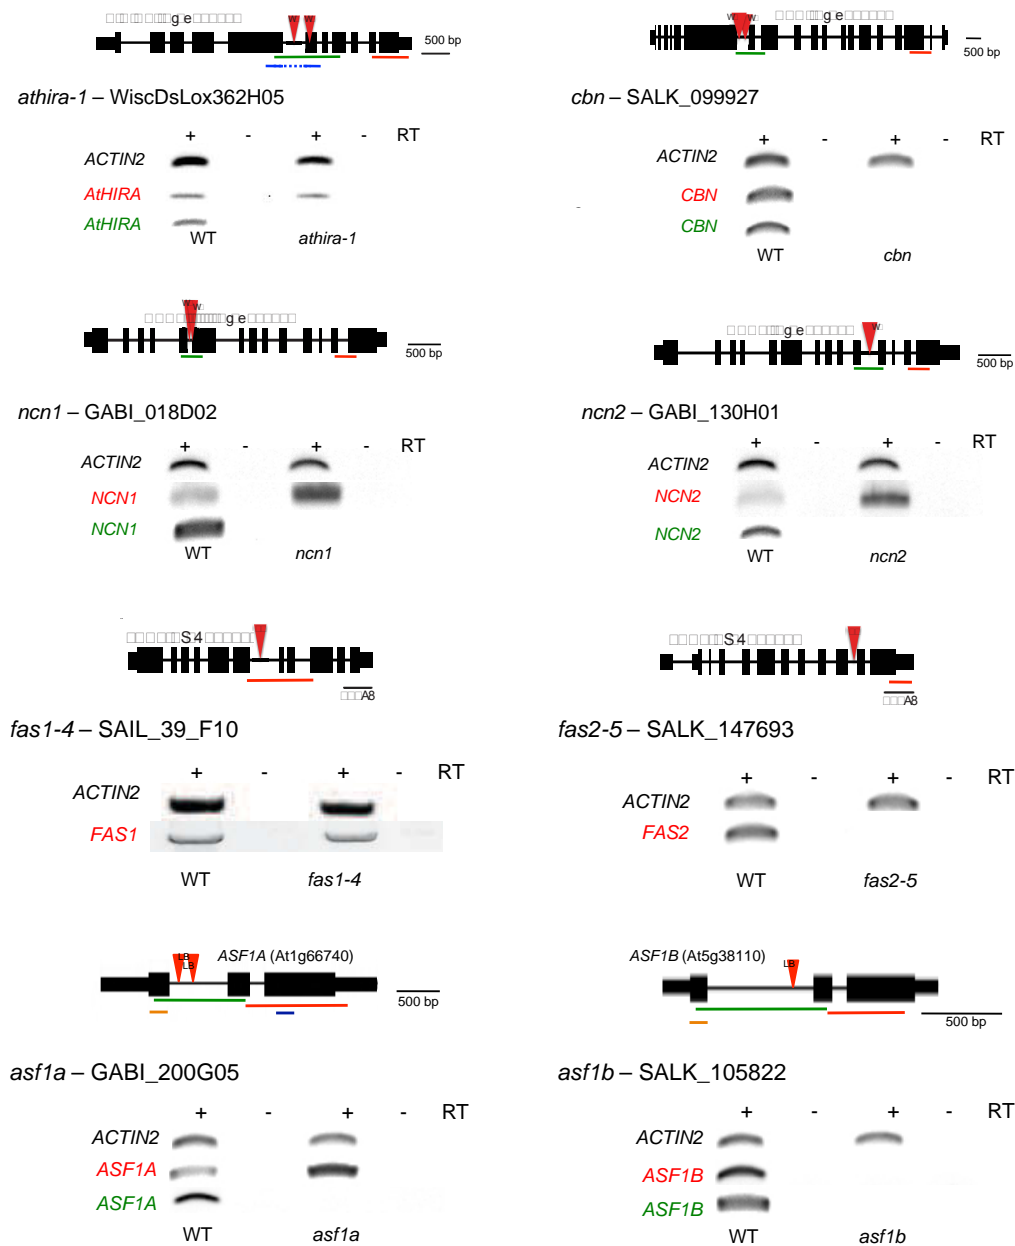 500 bp
500 bp
athira-1 – WiscDsLox362H05
cbn – SALK_099927
+ - + - RT
ACTIN2
AtHIRA
AtHIRA
WT athira-1
+ - + - RT
ACTIN2
CBN
CBN
WT cbn
500 bp
500 bp
ncn1 – GABI_018D02
ncn2 – GABI_130H01
+ - + - RT
ACTIN2
NCN1
NCN1
WT ncn1
+ - + - RT
ACTIN2
NCN2
NCN2
WT ncn2
fas1-4 – SAIL_39_F10
fas2-5 – SALK_147693
+ - + - RT
ACTIN2
FAS1
WT fas1-4
+ - + - RT
ACTIN2
FAS2
WT fas2-5
LB
LB
ASF1A (At1g66740)
500 bp
ASF1B (At5g38110)
LB
500 bp
asf1a – GABI_200G05
asf1b – SALK_105822
+ - + - RT
ACTIN2
ASF1A
ASF1A
WT asf1a
+ - + - RT
ACTIN2
ASF1B
ASF1B
WT asf1b